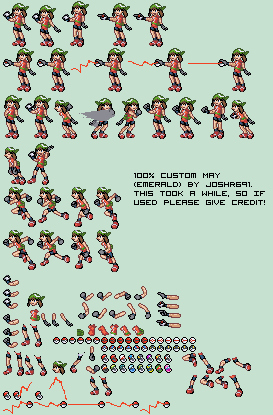 100% CUSTOM MAY
(EMERALD) BY JOSHR691.
THIS TOOK A WHILE, SO IF
USED PLEASE GIVE CREDIT!